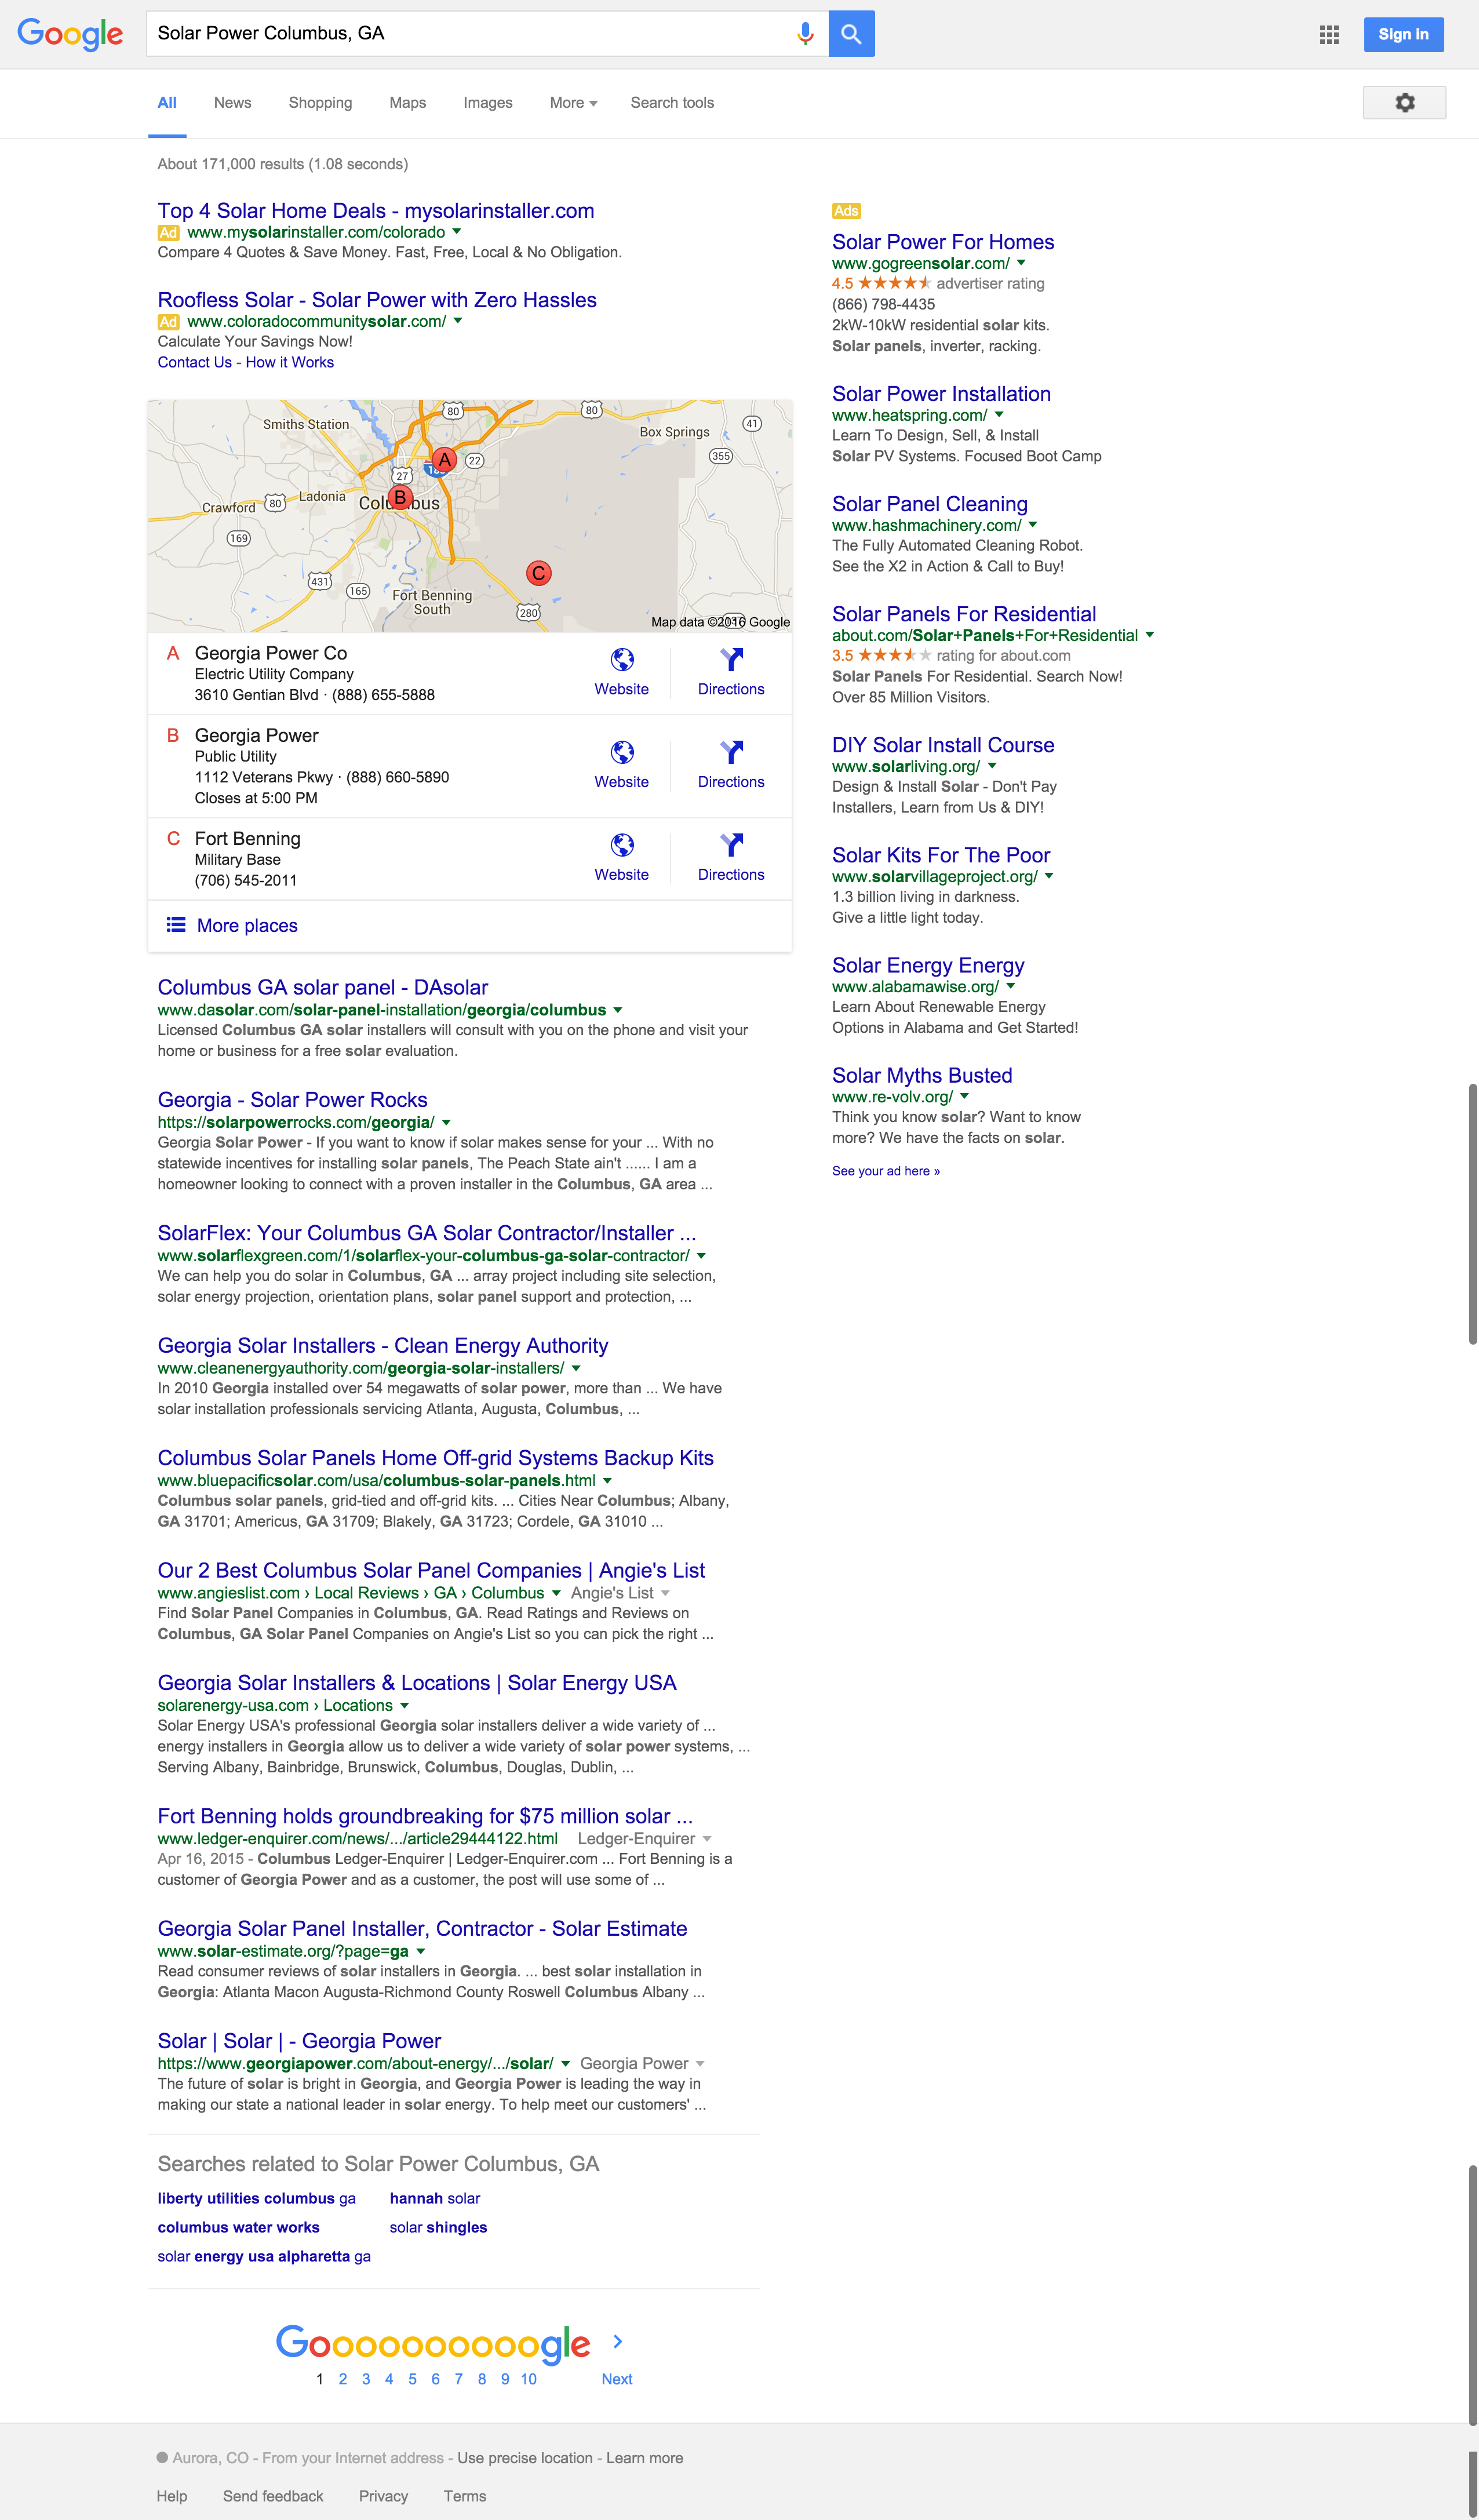 Google
Solar Power Columbus, GA
Sign in
All News Shopping Maps Images More Search tools
About 171,000 results (1.08 seconds)
Top 4 Solar Home Deals - mysolarinstaller.com
Ad www.mysolarinstaller.com/colorado
Compare 4 Quotes & Save Money. Fast, Free, Local & No Obligation.
Roofless Solar - Solar Power with Zero Hassles
Ad www.coloradocommunitysolar.com/
Calculate Your Savings Now!
Contact Us - How it Works
80
80
41
Smiths Station
Box Springs
A
22
355
27
B
Ladonia
80
Crawford
169
C
431
165
Fort Benning
South
280
Map data ©2016 Google
A Georgia Power Co
Electric Utility Company
3610 Gentian Blvd · (888) 655-5888
Website Directions
B Georgia Power
Public Utility
1112 Veterans Pkwy · (888) 660-5890
Closes at 5:00 PM
Website Directions
C Fort Benning
Military Base
(706) 545-2011
Website Directions
More places
Columbus GA solar panel - DAsolar
www.dasolar.com/solar-panel-installation/georgia/columbus
Licensed Columbus GA solar installers will consult with you on the phone and visit your
home or business for a free solar evaluation.
Georgia - Solar Power Rocks
https://solarpowerrocks.com/georgia/
Georgia Solar Power - If you want to know if solar makes sense for your ... With no
statewide incentives for installing solar panels, The Peach State ain't ...... I am a
homeowner looking to connect with a proven installer in the Columbus, GA area ...
SolarFlex: Your Columbus GA Solar Contractor/Installer ...
www.solarflexgreen.com/1/solarflex-your-columbus-ga-solar-contractor/
We can help you do solar in Columbus, GA ... array project including site selection,
solar energy projection, orientation plans, solar panel support and protection, ...
Georgia Solar Installers - Clean Energy Authority
www.cleanenergyauthority.com/georgia-solar-installers/
In 2010 Georgia installed over 54 megawatts of solar power, more than ... We have
solar installation professionals servicing Atlanta, Augusta, Columbus, ...
Columbus Solar Panels Home Off-grid Systems Backup Kits
www.bluepacificsolar.com/usa/columbus-solar-panels.html
Columbus solar panels, grid-tied and off-grid kits. ... Cities Near Columbus; Albany,
GA 31701; Americus, GA 31709; Blakely, GA 31723; Cordele, GA 31010 ...
Our 2 Best Columbus Solar Panel Companies | Angie's List
www.angieslist.com › Local Reviews › GA › Columbus Angie's List
Find Solar Panel Companies in Columbus, GA. Read Ratings and Reviews on
Columbus, GA Solar Panel Companies on Angie's List so you can pick the right ...
Georgia Solar Installers & Locations | Solar Energy USA
solarenergy-usa.com › Locations
Solar Energy USA's professional Georgia solar installers deliver a wide variety of ...
energy installers in Georgia allow us to deliver a wide variety of solar power systems, ...
Serving Albany, Bainbridge, Brunswick, Columbus, Douglas, Dublin, ...
Fort Benning holds groundbreaking for $75 million solar ...
www.ledger-enquirer.com/news/.../article29444122.html Ledger-Enquirer
Apr 16, 2015 - Columbus Ledger-Enquirer | Ledger-Enquirer.com ... Fort Benning is a
customer of Georgia Power and as a customer, the post will use some of ...
Georgia Solar Panel Installer, Contractor - Solar Estimate
www.solar-estimate.org/?page=ga
Read consumer reviews of solar installers in Georgia. ... best solar installation in
Georgia: Atlanta Macon Augusta-Richmond County Roswell Columbus Albany ...
Solar | Solar | - Georgia Power
https://www.georgiapower.com/about-energy/.../solar/ Georgia Power
The future of solar is bright in Georgia, and Georgia Power is leading the way in
making our state a national leader in solar energy. To help meet our customers' ...
Ads
Solar Power For Homes
www.gogreensolar.com/
4.5 ★★★★★ advertiser rating
(866) 798-4435
2kW-10kW residential solar kits.
Solar panels, inverter, racking.
Solar Power Installation
www.heatspring.com/
Learn To Design, Sell, & Install
Solar PV Systems. Focused Boot Camp
Solar Panel Cleaning
www.hashmachinery.com/
The Fully Automated Cleaning Robot.
See the X2 in Action & Call to Buy!
Solar Panels For Residential
about.com/Solar+Panels+For+Residential
3.5 ★★★★★ rating for about.com
Solar Panels For Residential. Search Now!
Over 85 Million Visitors.
DIY Solar Install Course
www.solarliving.org/
Design & Install Solar - Don't Pay
Installers, Learn from Us & DIY!
Solar Kits For The Poor
www.solarvillageproject.org/
1.3 billion living in darkness.
Give a little light today.
Solar Energy Energy
www.alabamawise.org/
Learn About Renewable Energy
Options in Alabama and Get Started!
Solar Myths Busted
www.re-volv.org/
Think you know solar? Want to know
more? We have the facts on solar.
See your ad here »
Searches related to Solar Power Columbus, GA
liberty utilities columbus ga hannah solar
columbus water works solar shingles
solar energy usa alpharetta ga
Goooooooooogle
1 2 3 4 5 6 7 8 9 10 Next
Aurora, CO - From your Internet address - Use precise location - Learn more
Help Send feedback Privacy Terms